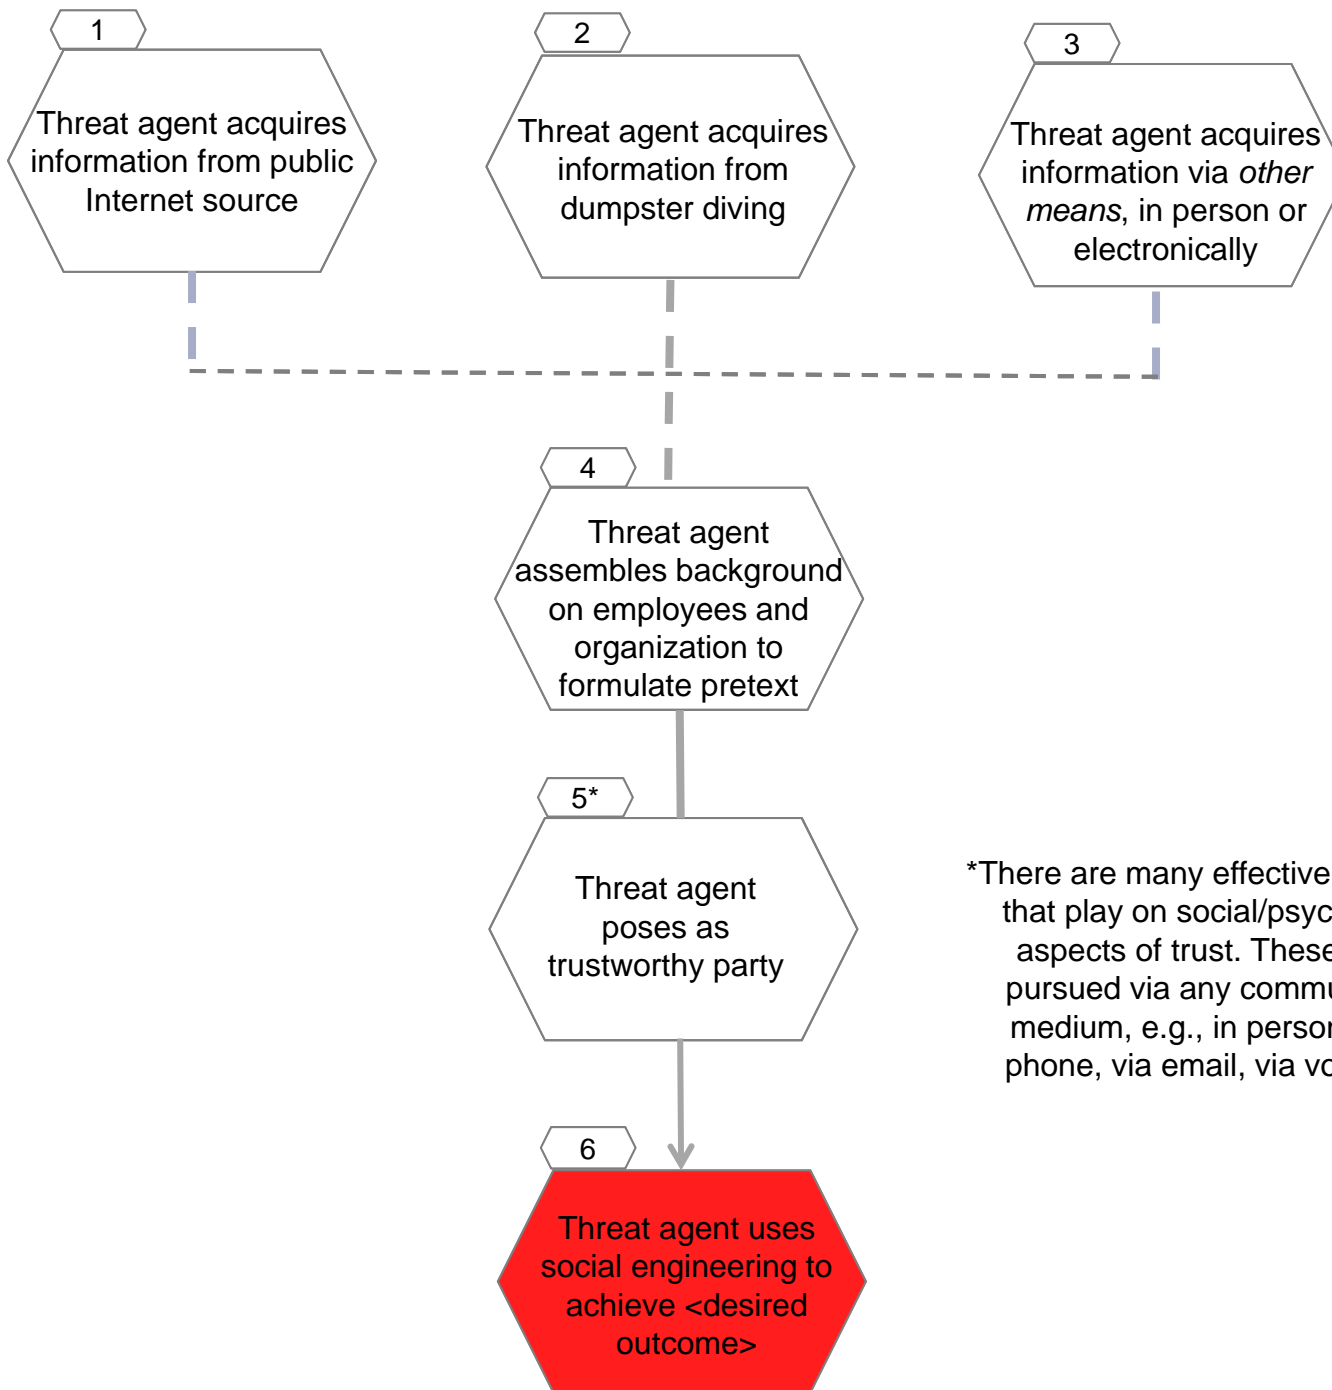 1
Threat agent acquires
information from public
Internet source
2
Threat agent acquires
information from
dumpster diving
3
Threat agent acquires
information via other
means, in person or
electronically
4
Threat agent
assembles background
on employees and
organization to
formulate pretext
5*
Threat agent
poses as
trustworthy party
*There are many effective
that play on social/psyc
aspects of trust. These
pursued via any commu
medium, e.g., in person
phone, via email, via vo
6
Threat agent uses
social engineering to
achieve <desired
outcome>